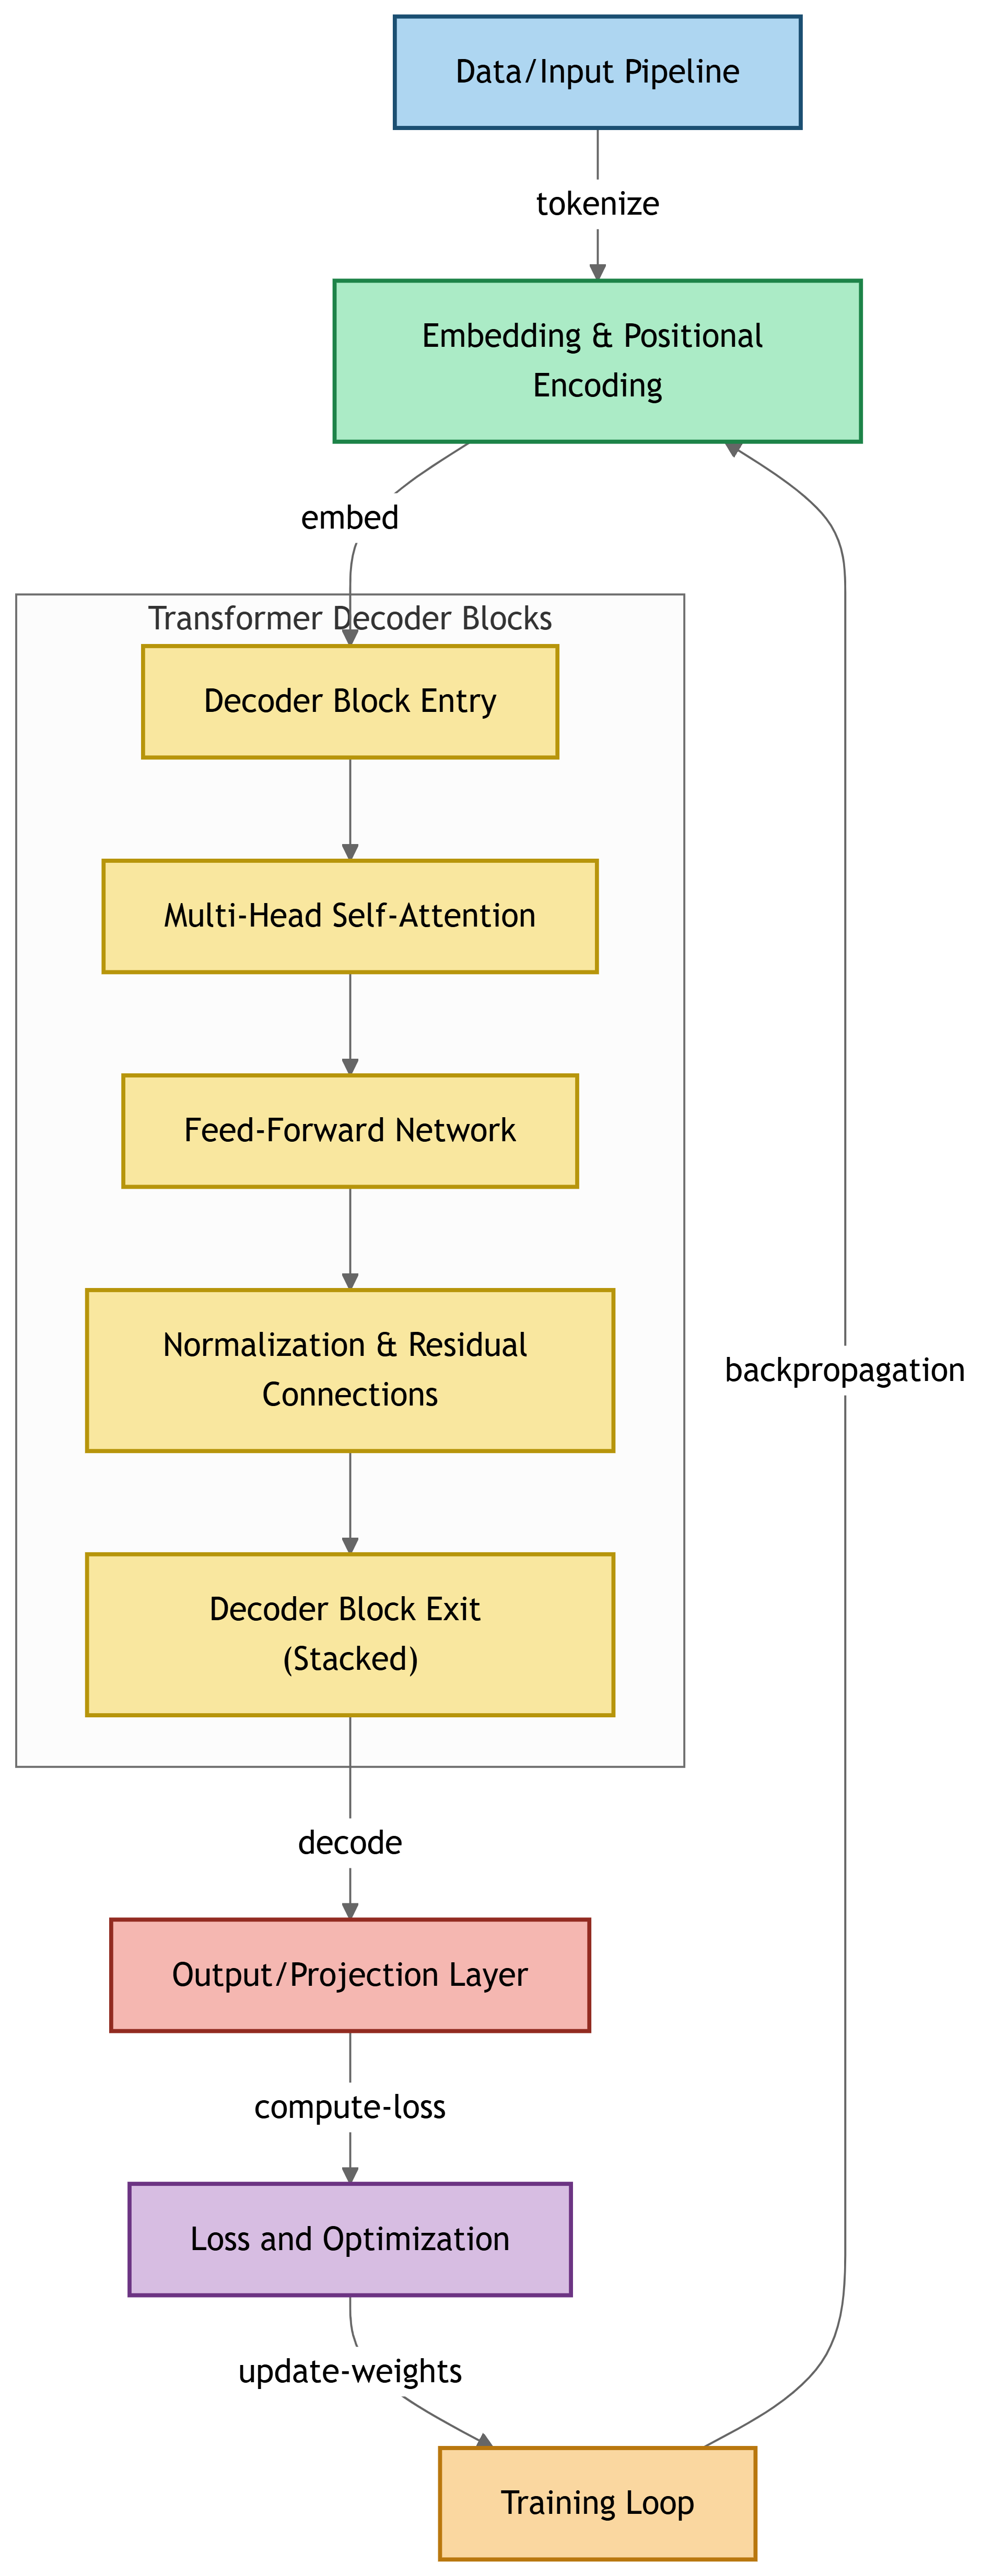 Data/Input Pipeline
tokenize
Embedding & Positional
Encoding
embed
Transformer Decoder Blocks
Decoder Block Entry
Multi-Head Self-Attention
Feed-Forward Network
Normalization & Residual
Connections
backpropagation
Decoder Block Exit
(Stacked)
decode
Output/Projection Layer
compute-loss
Loss and Optimization
update-weights
Training Loop